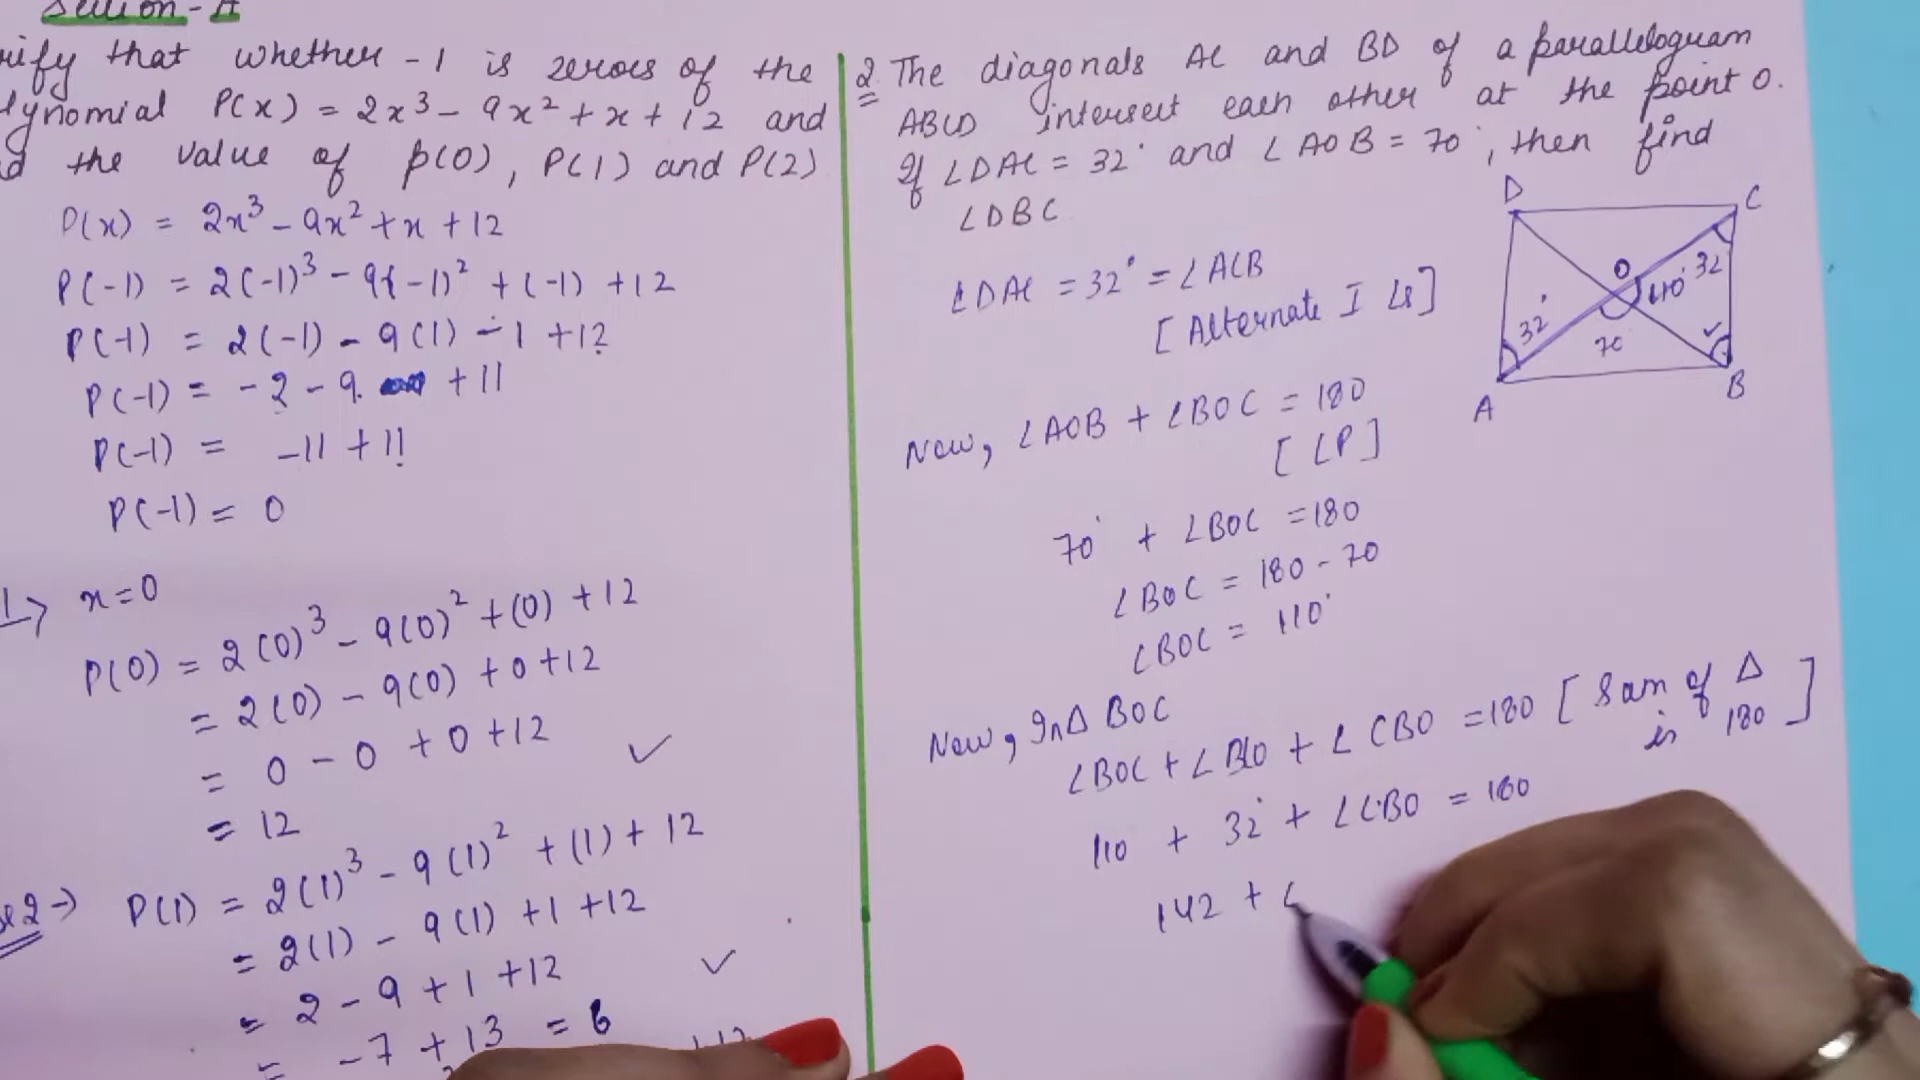 Section - A
rify that whether -1 is zeroes of the
lynomial P(x) = 2x³ - 9x² + x + 12 and
d the value of p(0), P(1) and P(2)
P(x) = 2x³ - 9x² + x + 12
P(-1) = 2(-1)³ - 9(-1)² + (-1) + 12
P(-1) = 2(-1) - 9(1) - 1 + 12
P(-1) = -2 - 9 + 11
P(-1) = -11 + 11
P(-1) = 0
1→ x = 0
P(0) = 2(0)³ - 9(0)² + (0) + 12
= 2(0) - 9(0) + 0 + 12
= 0 - 0 + 0 + 12
= 12
se 2 → P(1) = 2(1)³ - 9(1)² + (1) + 12
= 2(1) - 9(1) + 1 + 12
= 2 - 9 + 1 + 12
= -7 + 13 = 6
+12
2. The diagonals AC and BD of a parallelogram
ABCD intersect each other at the point O.
If ∠DAC = 32° and ∠AOB = 70°, then find
∠DBC
∠DAC = 32° = ∠ACB
[Alternate I ∠s]
Now, ∠AOB + ∠BOC = 180
[LP]
70° + ∠BOC = 180
∠BOC = 180 - 70
∠BOC = 110°
Now, In Δ BOC
∠BOC + ∠BCO + ∠CBO = 180 [Sum of Δ
is 180]
110 + 32° + ∠CBO = 180
142 + ∠
D
C
O
32
110°
32°
70
A
B